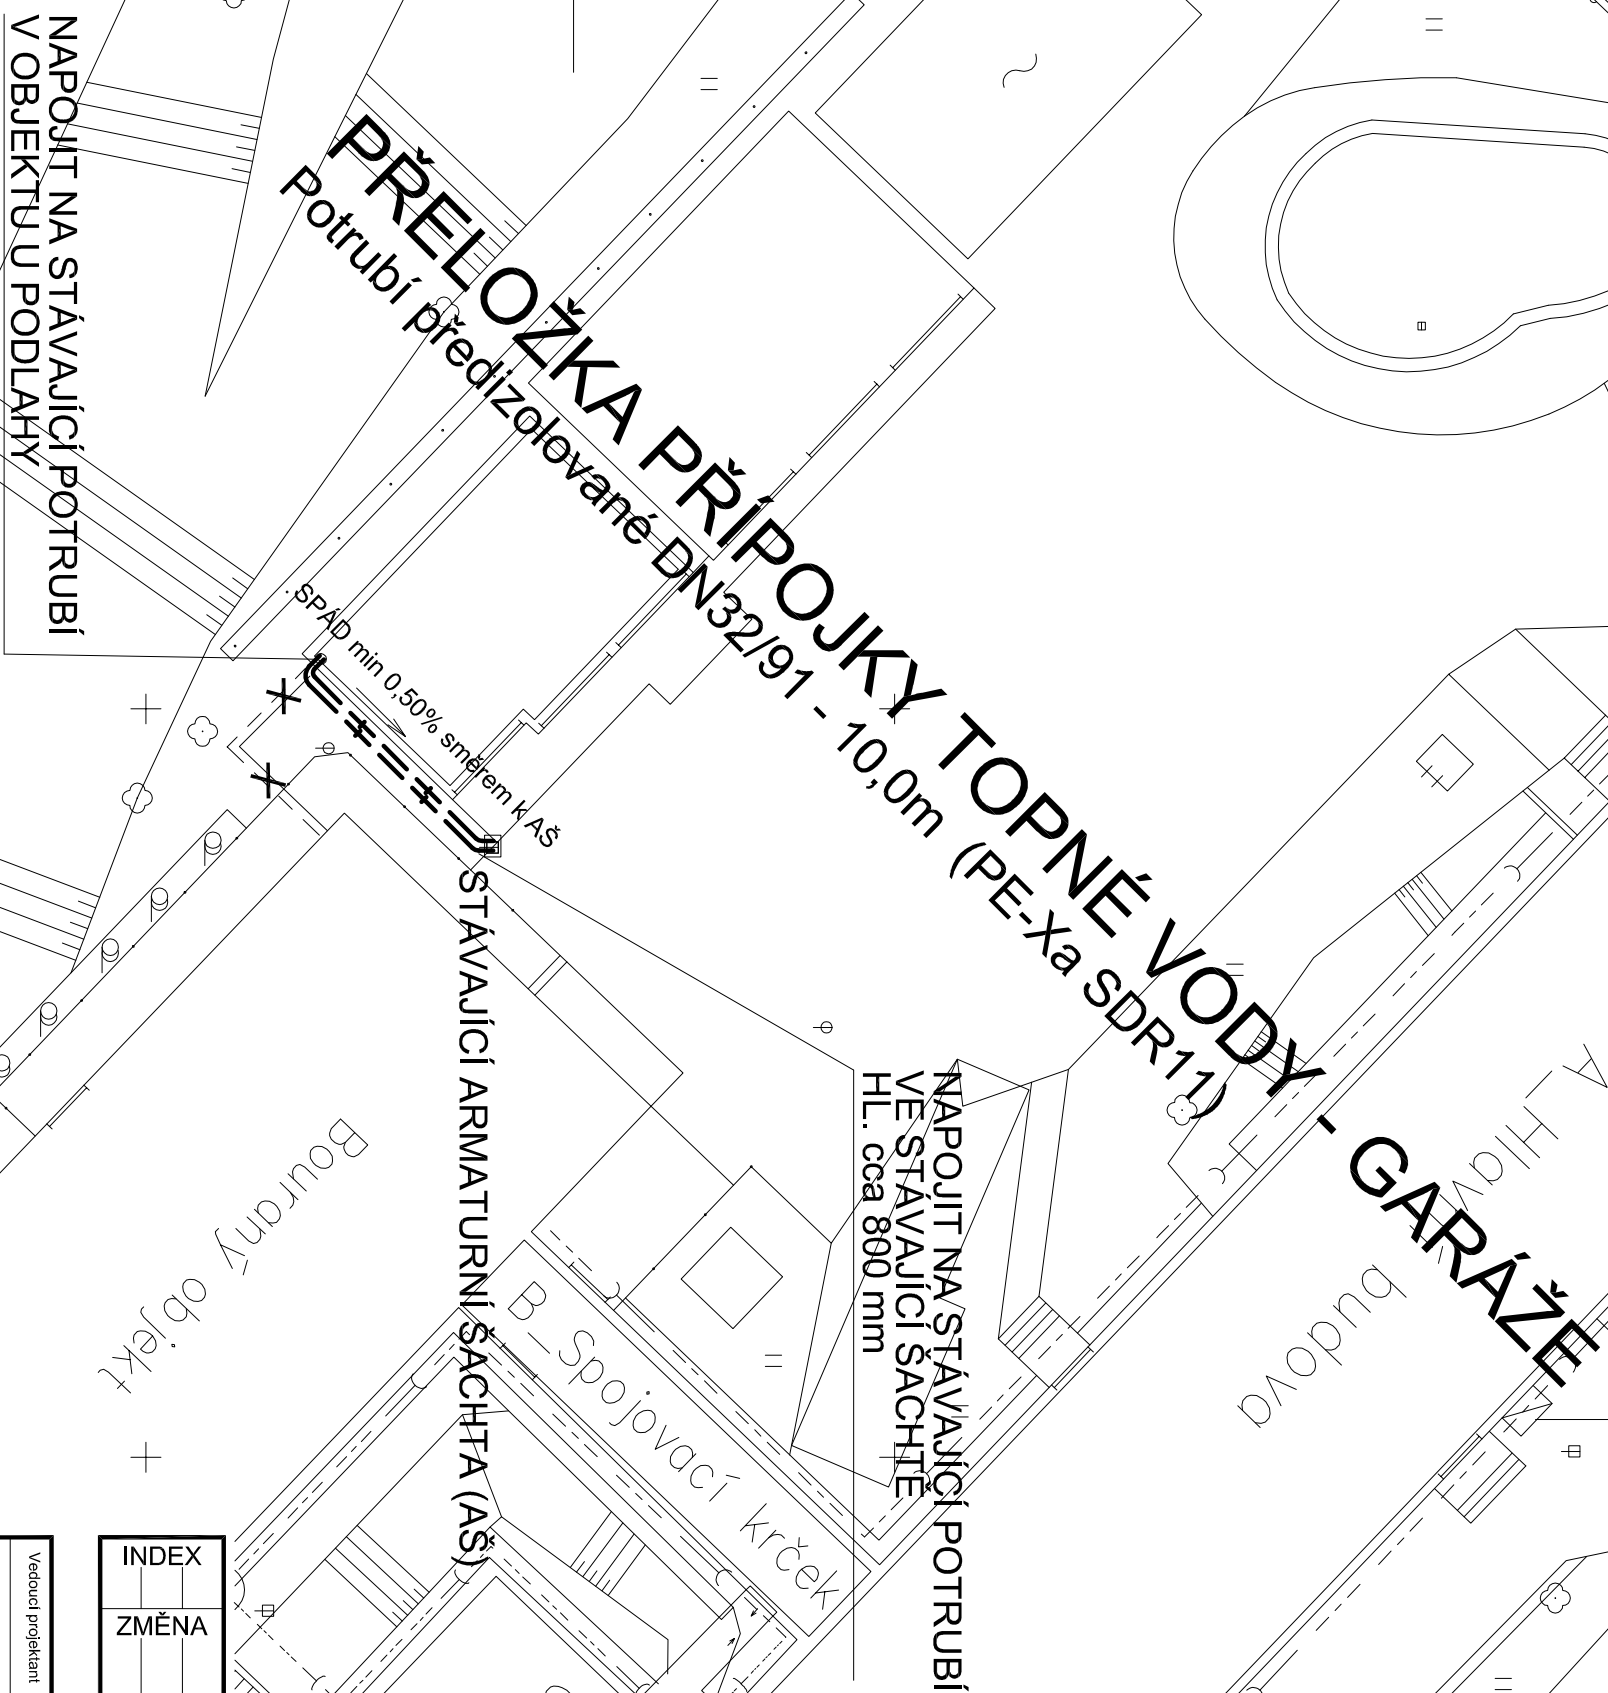 NAPOJIT NA STÁVAJÍCÍ POTRUBÍ
V OBJEKTU U PODLAHY
PŘELOŽKA PŘÍPOJKY TOPNÉ VODY - GARÁŽE
Potrubí předizolované DN32/91 - 10,0m (PE-Xa SDR11)
SPÁD min 0,50% směrem k AŠ
X
X
STÁVAJÍCÍ ARMATURNÍ ŠACHTA (AŠ)
NAPOJIT NA STÁVAJÍCÍ POTRUBÍ
VE STÁVAJÍCÍ ŠACHTĚ
HL. cca 800 mm
Bouraný objekt
B_Spojovací krček
budova
INDEX
ZMĚNA
Vedoucí projektant